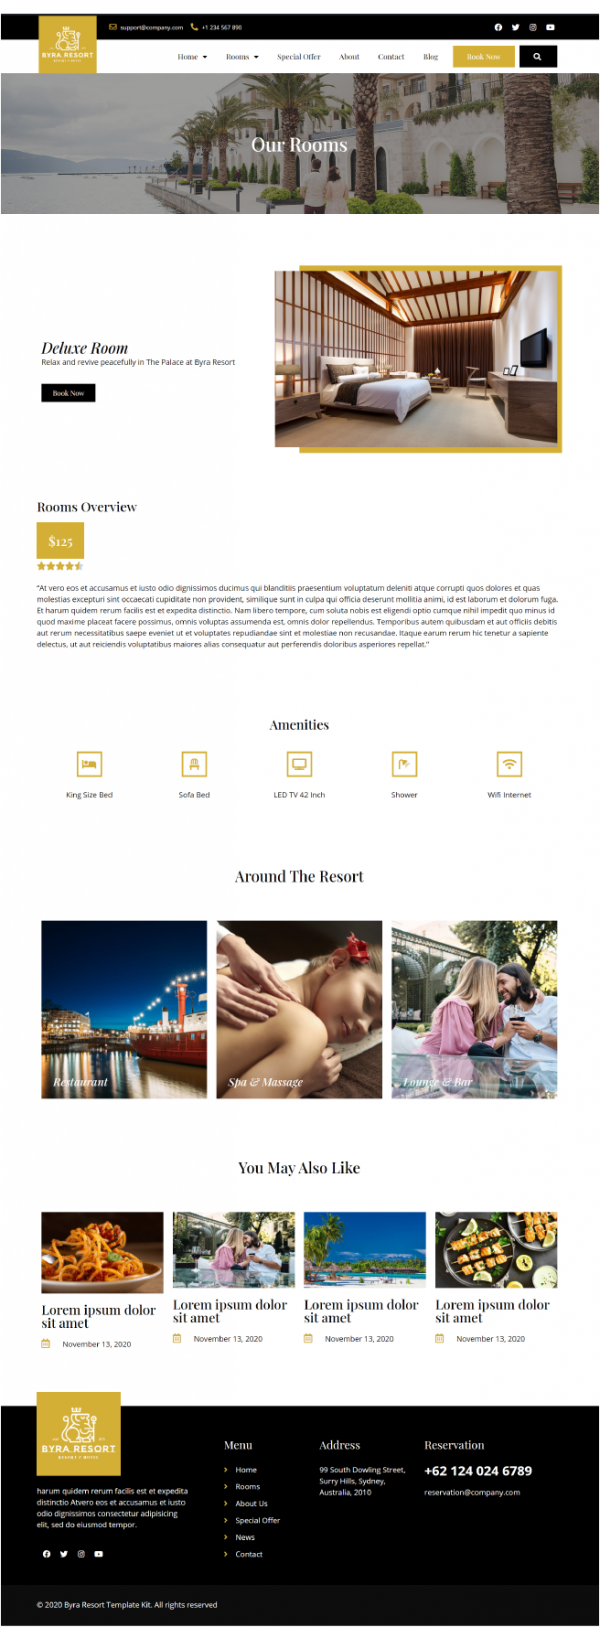 support@company.com +1 234 567 890
BYRA.RESORT
Home Rooms Special Offer About Contact Blog Book Now
Our Rooms
Deluxe Room
Relax and revive peacefully in The Palace at Byra Resort
Book Now
Rooms Overview
$125
“At vero eos et accusamus et iusto odio dignissimos ducimus qui blanditiis praesentium voluptatum deleniti atque corrupti quos dolores et quas
molestias excepturi sint occaecati cupiditate non provident, similique sunt in culpa qui officia deserunt mollitia animi, id est laborum et dolorum fuga.
Et harum quidem rerum facilis est et expedita distinctio. Nam libero tempore, cum soluta nobis est eligendi optio cumque nihil impedit quo minus id
quod maxime placeat facere possimus, omnis voluptas assumenda est, omnis dolor repellendus. Temporibus autem quibusdam et aut officiis debitis
aut rerum necessitatibus saepe eveniet ut et voluptates repudiandae sint et molestiae non recusandae. Itaque earum rerum hic tenetur a sapiente
delectus, ut aut reiciendis voluptatibus maiores alias consequatur aut perferendis doloribus asperiores repellat.”
Amenities
King Size Bed Sofa Bed LED TV 42 Inch Shower Wifi Internet
Around The Resort
Restaurant Spa & Massage Lounge & Bar
You May Also Like
Lorem ipsum dolor
sit amet
November 13, 2020
Lorem ipsum dolor
sit amet
November 13, 2020
Lorem ipsum dolor
sit amet
November 13, 2020
Lorem ipsum dolor
sit amet
November 13, 2020
BYRA.RESORT
harum quidem rerum facilis est et expedita
distinctio Atvero eos et accusamus et iusto
odio dignissimos consectetur adipisicing
elit, sed do eiusmod tempor.
Menu
Home
Rooms
About Us
Special Offer
News
Contact
Address
99 South Dowling Street,
Surry Hills, Sydney,
Australia, 2010
Reservation
+62 124 024 6789
reservation@company.com
© 2020 Byra Resort Template Kit. All rights reserved